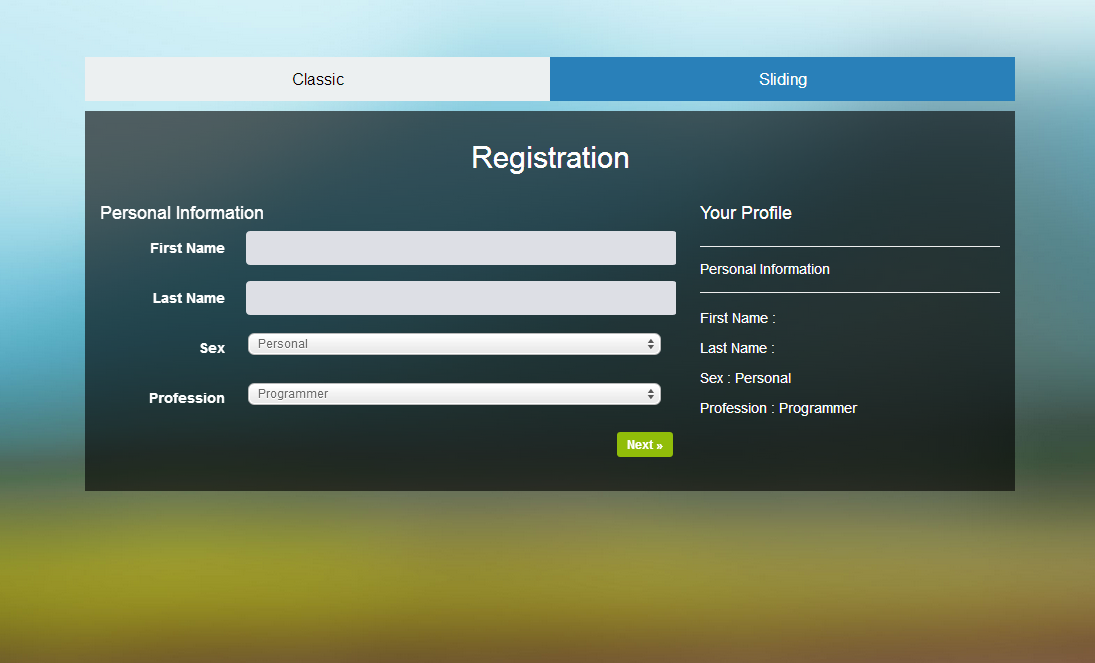 Classic
Sliding
Registration
Personal Information
First Name
Last Name
Sex
Personal
Profession
Programmer
Next »
Your Profile
Personal Information
First Name :
Last Name :
Sex : Personal
Profession : Programmer